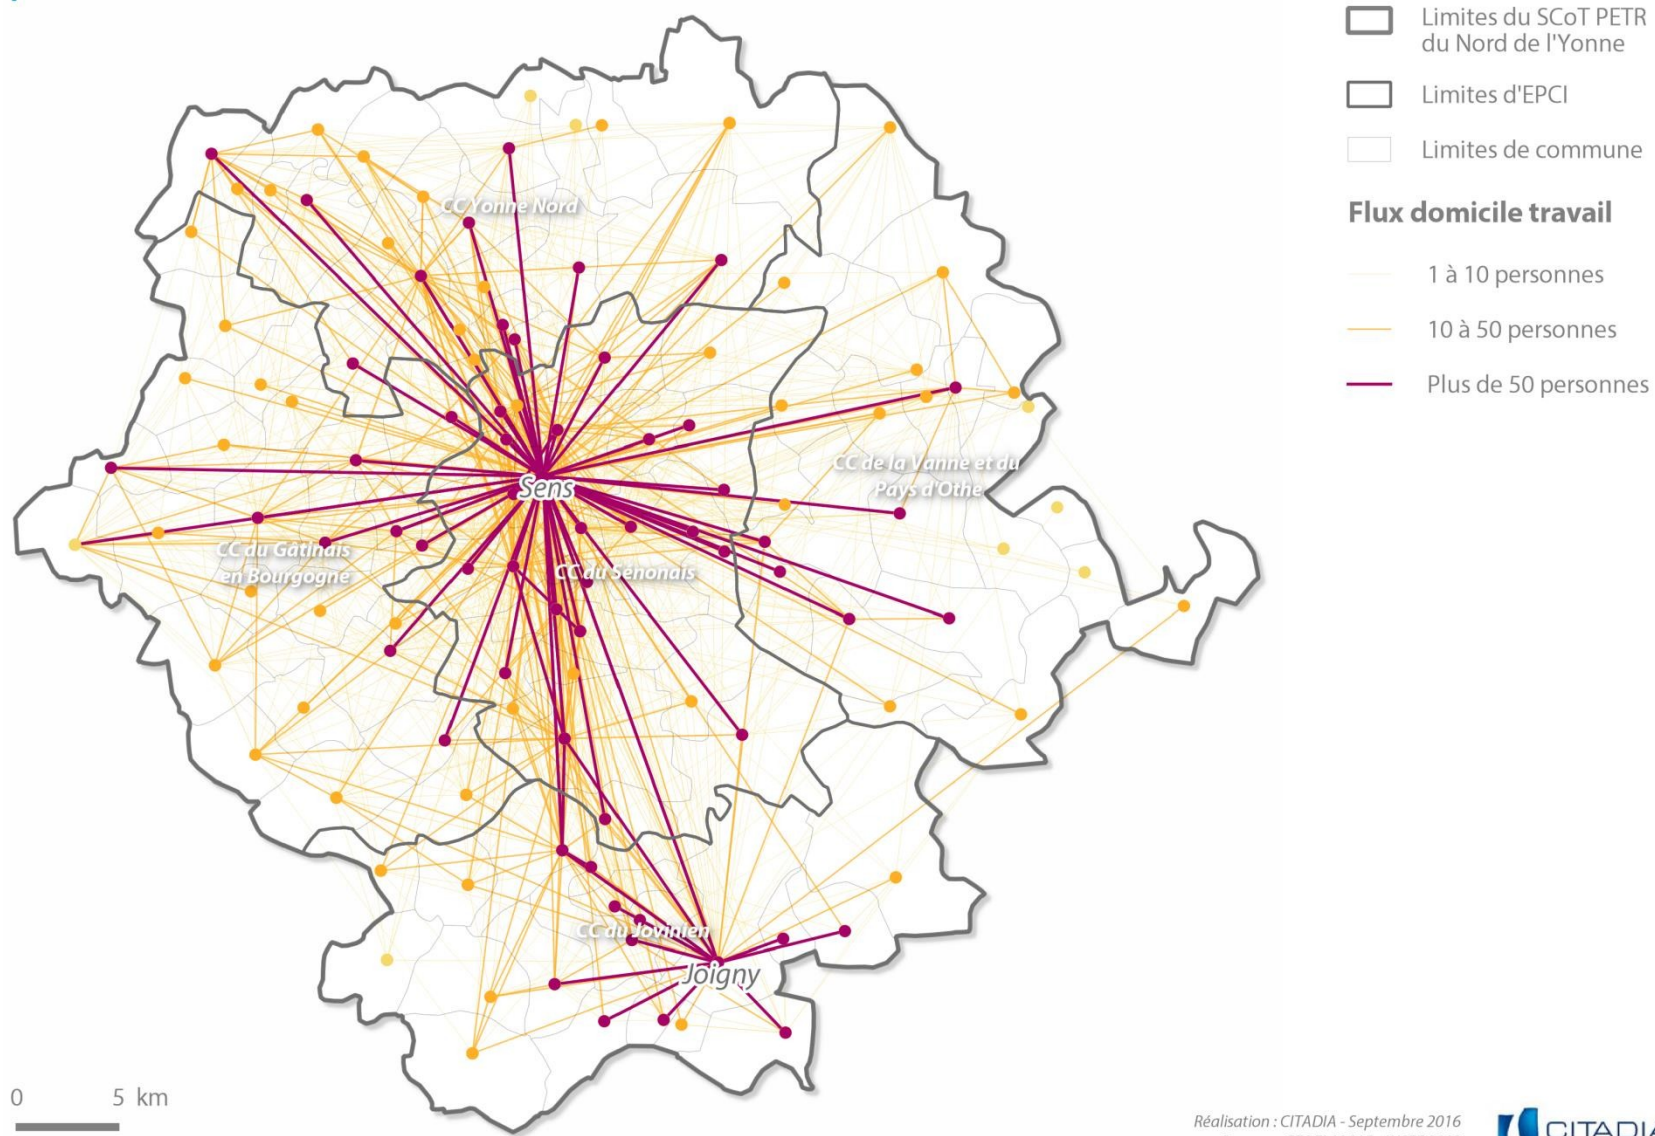 Limites du SCoT PETR
du Nord de l'Yonne
Limites d'EPCI
Limites de commune
Flux domicile travail
1 à 10 personnes
10 à 50 personnes
Plus de 50 personnes
CC Yonne Nord
CC de la Vanne et du
Pays d'Othe
Sens
CC du Gâtinais
en Bourgogne
CC du Sénonais
CC du Jovinien
Joigny
0 5 km
Réalisation : CITADIA - Septembre 2016
CITADIA